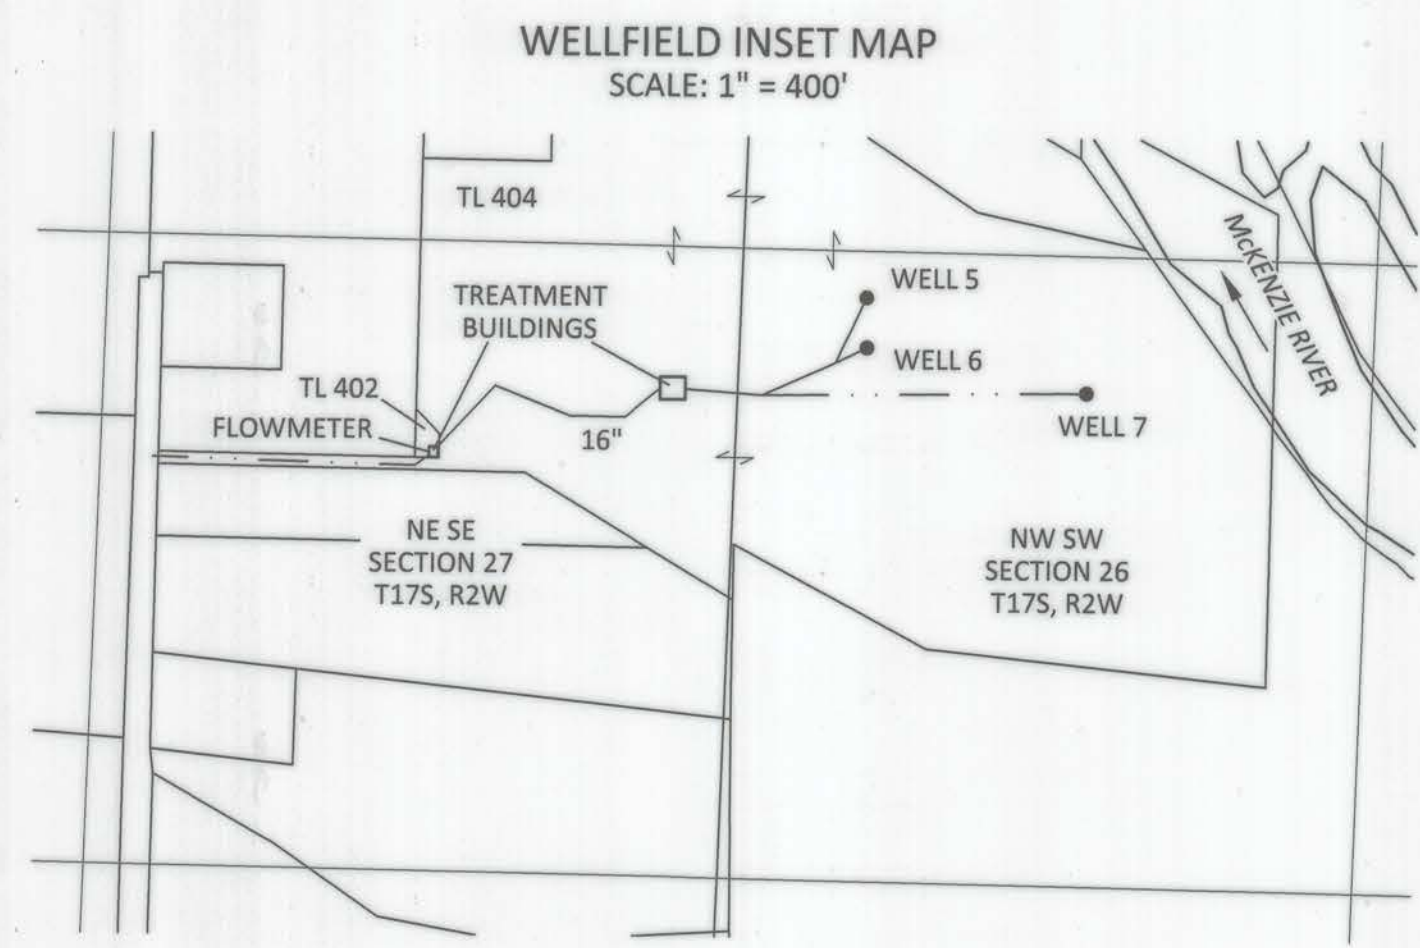 WELLFIELD INSET MAP
SCALE: 1" = 400'
TL 404
McKENZIE RIVER
WELL 5
TREATMENT
BUILDINGS
WELL 6
TL 402
FLOWMETER
16"
WELL 7
NE SE
SECTION 27
T17S, R2W
NW SW
SECTION 26
T17S, R2W